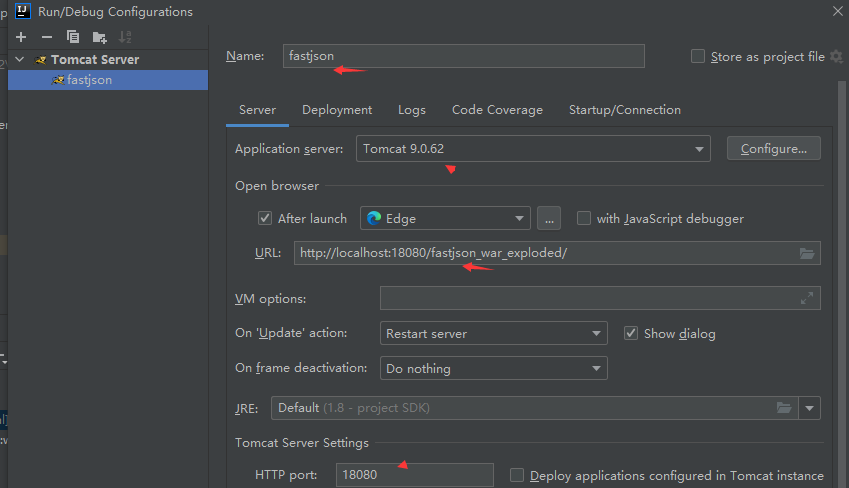 Run/Debug Configurations
Tomcat Server
fastjson
Name: fastjson
Store as project file
Server Deployment Logs Code Coverage Startup/Connection
Application server: Tomcat 9.0.62 Configure...
Open browser
After launch Edge ... with JavaScript debugger
URL: http://localhost:18080/fastjson_war_exploded/
VM options:
On 'Update' action: Restart server Show dialog
On frame deactivation: Do nothing
JRE: Default (1.8 - project SDK)
Tomcat Server Settings
HTTP port: 18080 Deploy applications configured in Tomcat instance